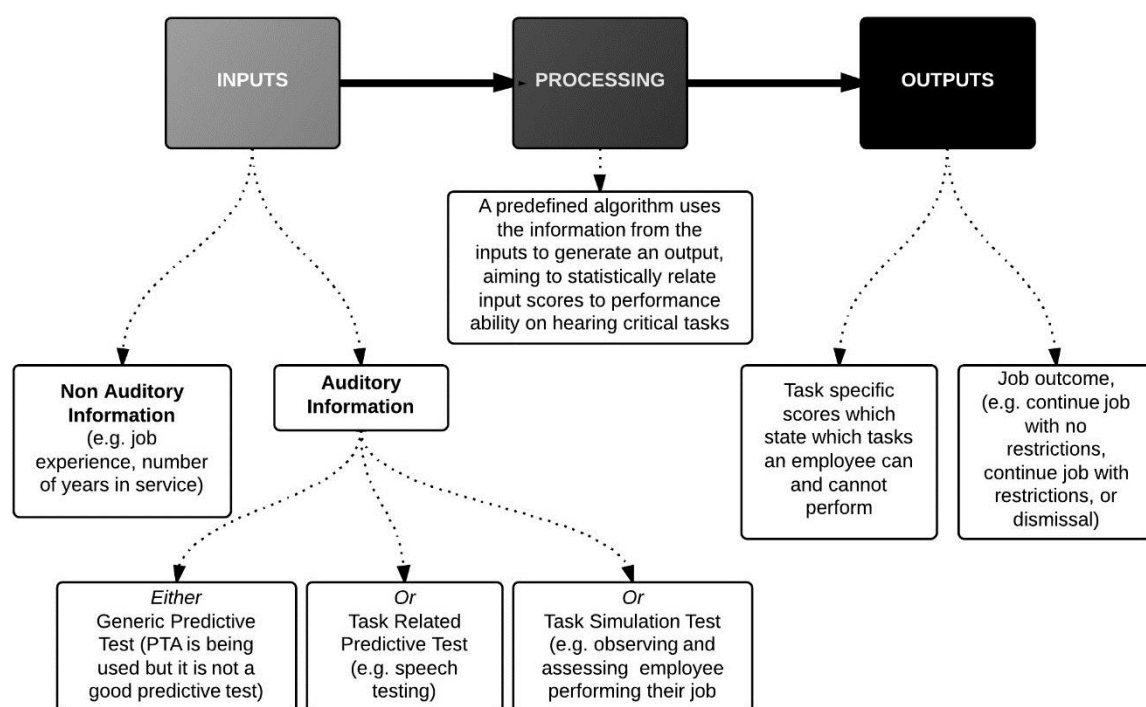 INPUTS
PROCESSING
OUTPUTS
A predefined algorithm uses
the information from the
inputs to generate an output,
aiming to statistically relate
input scores to performance
ability on hearing critical tasks
Non Auditory
Information
(e.g. job
experience, number
of years in service)
Auditory
Information
Task specific
scores which
state which tasks
an employee can
and cannot
perform
Job outcome,
(e.g. continue job
with no
restrictions,
continue job with
restrictions, or
dismissal)
Either
Generic Predictive
Test (PTA is being
used but it is not a
good predictive test)
Or
Task Related
Predictive Test
(e.g. speech
testing)
Or
Task Simulation Test
(e.g. observing and
assessing employee
performing their job